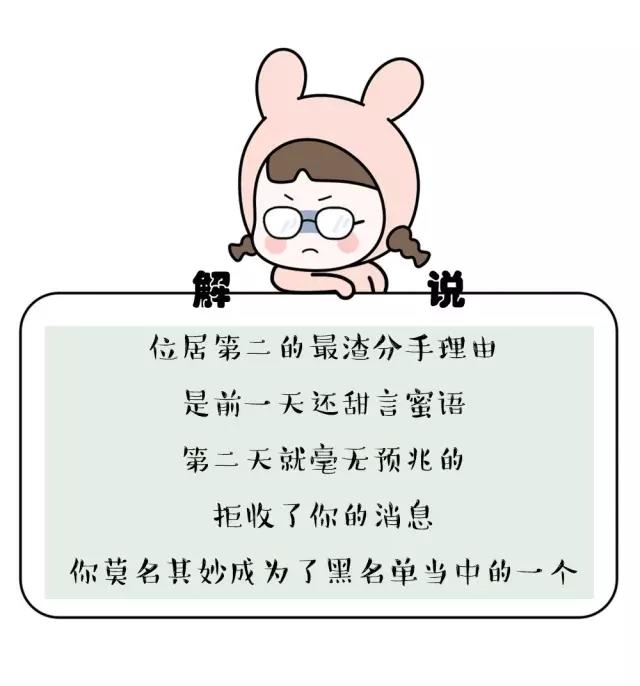 解说
位居第二的最渣分手理由
是前一天还甜言蜜语
第二天就毫无预兆的
拒收了你的消息
你莫名其妙成为了黑名单当中的一个